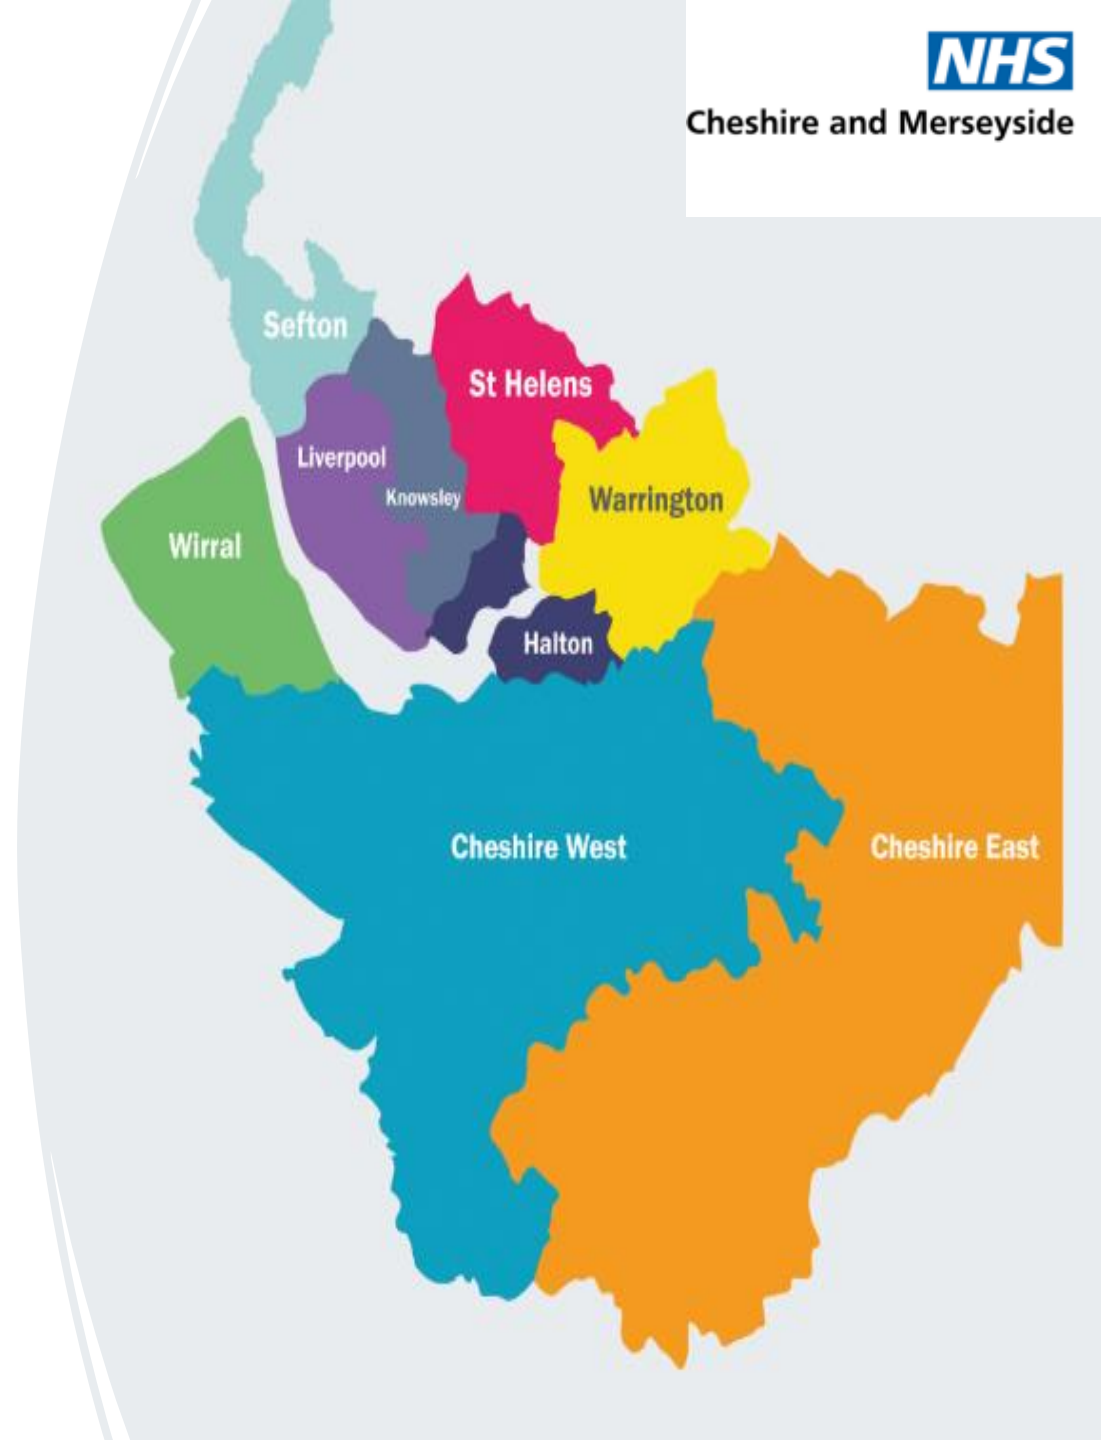 NHS
Cheshire and Merseyside
Sefton
St Helens
Liverpool
Knowsley
Warrington
Wirral
Halton
Cheshire West
Cheshire East